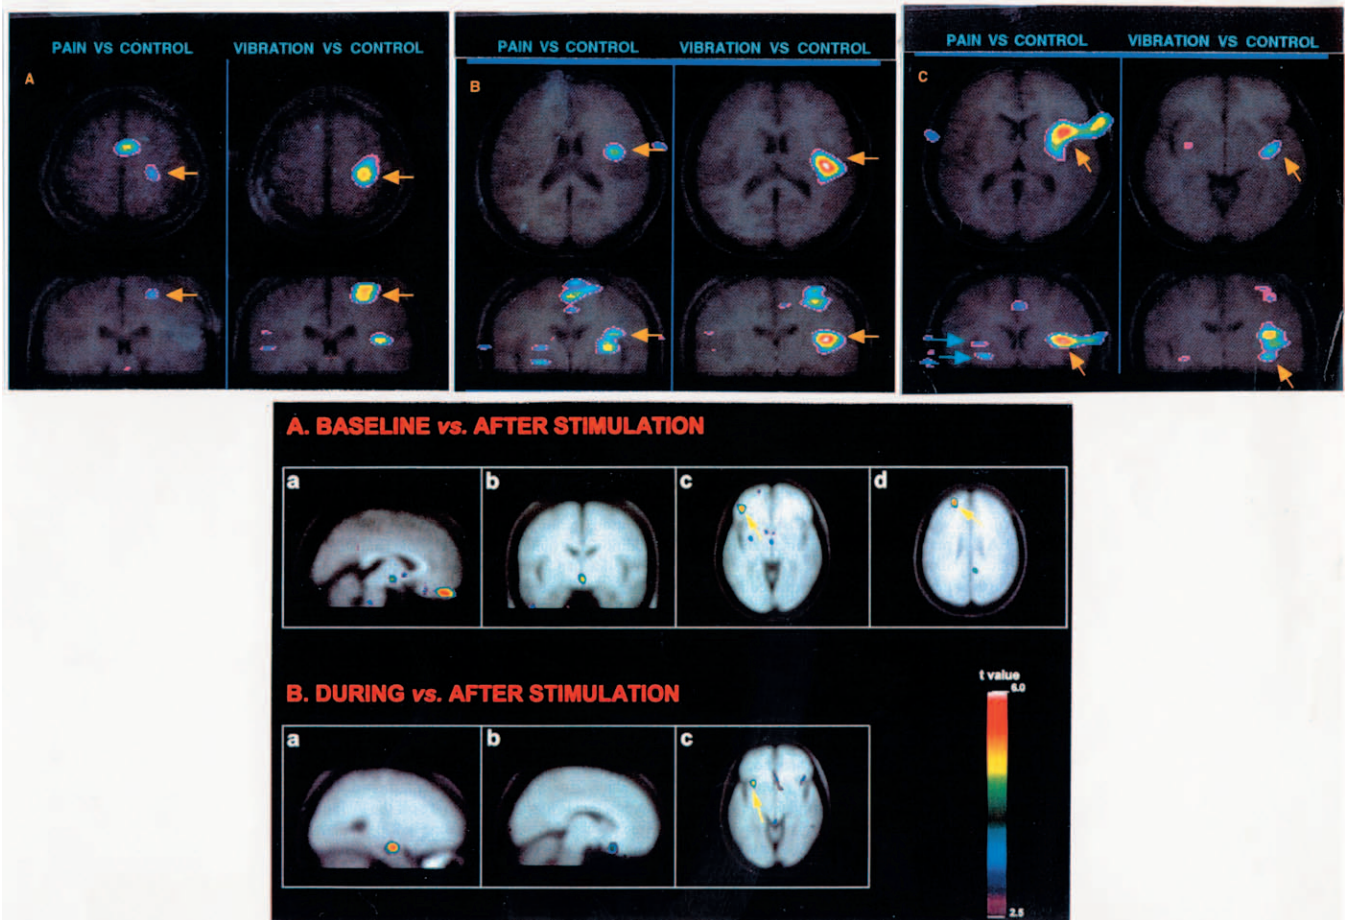 PAIN VS CONTROL VIBRATION VS CONTROL
A
PAIN VS CONTROL VIBRATION VS CONTROL
B
PAIN VS CONTROL VIBRATION VS CONTROL
C
A. BASELINE vs. AFTER STIMULATION
a b c d
B. DURING vs. AFTER STIMULATION
t value
6.0
a b c
2.5